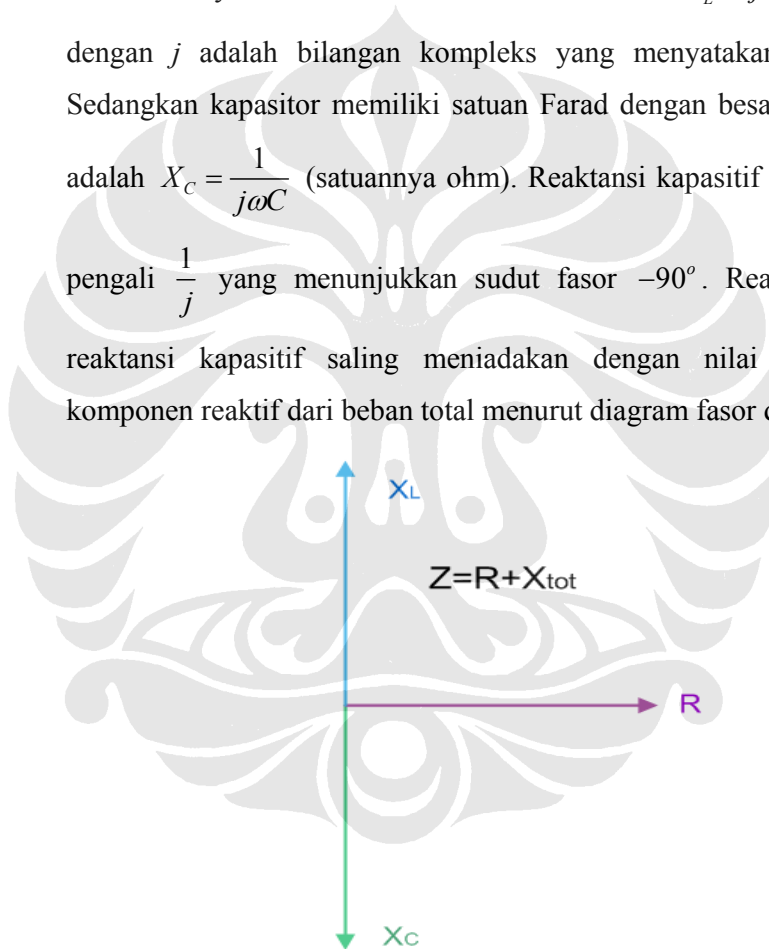 dengan j adalah bilangan kompleks yang menyatakan
Sedangkan kapasitor memiliki satuan Farad dengan besa
adalah X_C = 1/jωC (satuannya ohm). Reaktansi kapasitif
pengali 1/j yang menunjukkan sudut fasor −90°. Rea
reaktansi kapasitif saling meniadakan dengan nilai
komponen reaktif dari beban total menurut diagram fasor d
XL
Z=R+Xtot
R
XC